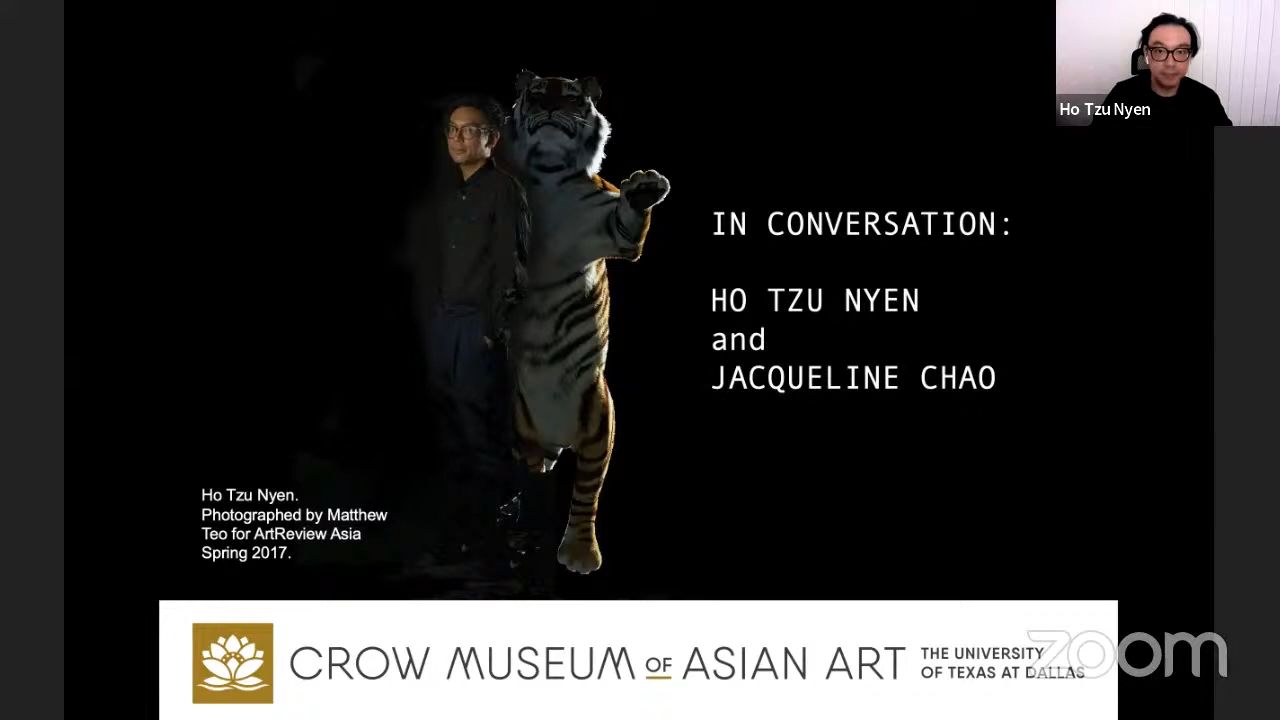 Ho Tzu Nyen
IN CONVERSATION:
HO TZU NYEN
and
JACQUELINE CHAO
Ho Tzu Nyen.
Photographed by Matthew
Teo for ArtReview Asia
Spring 2017.
CROW MUSEUM OF ASIAN ART
THE UNIVERSITY
OF TEXAS AT DALLAS
zoom